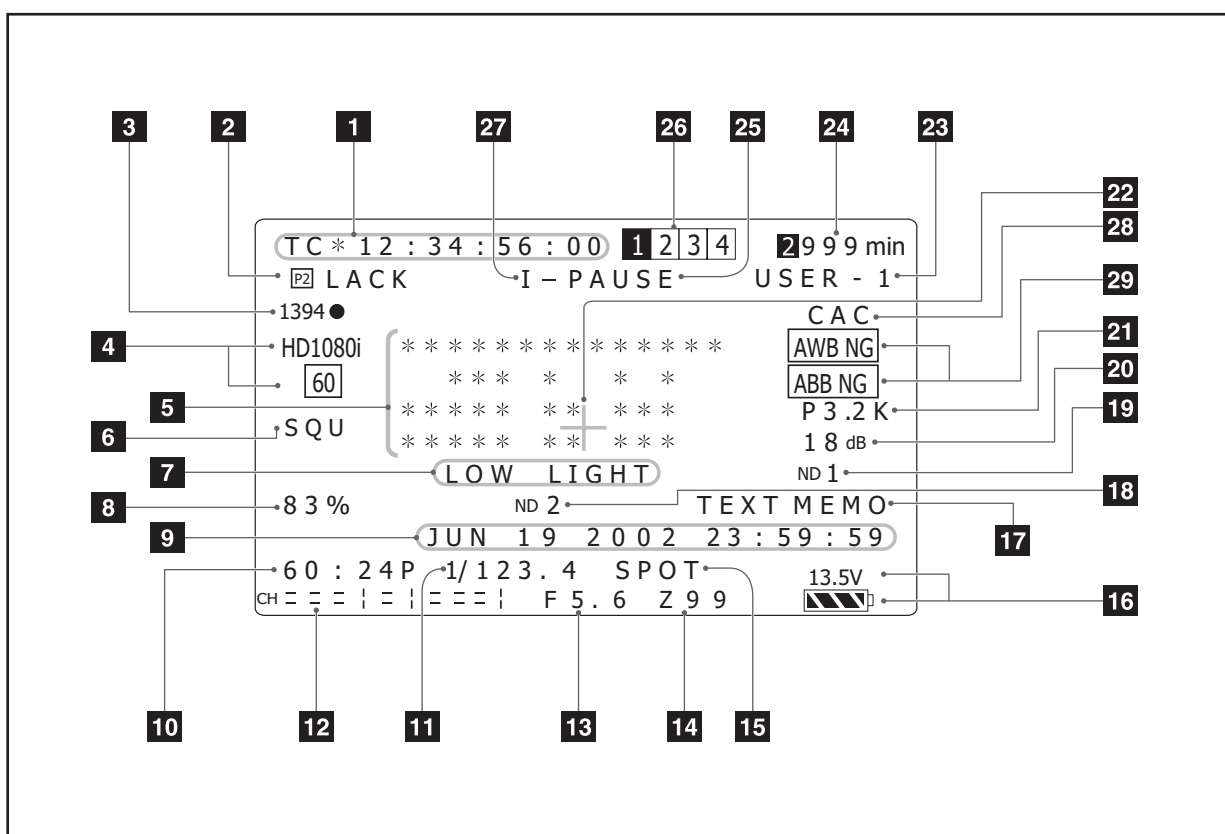 3 2 1 27 26 25 24 23
22
TC*12:34:56:00 1 2 3 4 2 999 min
28
P2 LACK I-PAUSE USER-1
29
1394● CAC
4 HD1080i ************** AWB NG 21
60 *** * * * ABB NG 20
5 ***** ** *** P3.2K 19
6 SQU ***** ** *** 18 dB
7 LOW LIGHT ND 1
8 83% ND 2 TEXT MEMO 18
9 JUN 19 2002 23:59:59 17
60:24P 1/123.4 SPOT 13.5V
CH F5.6 Z99 16
10 12 11 13 14 15